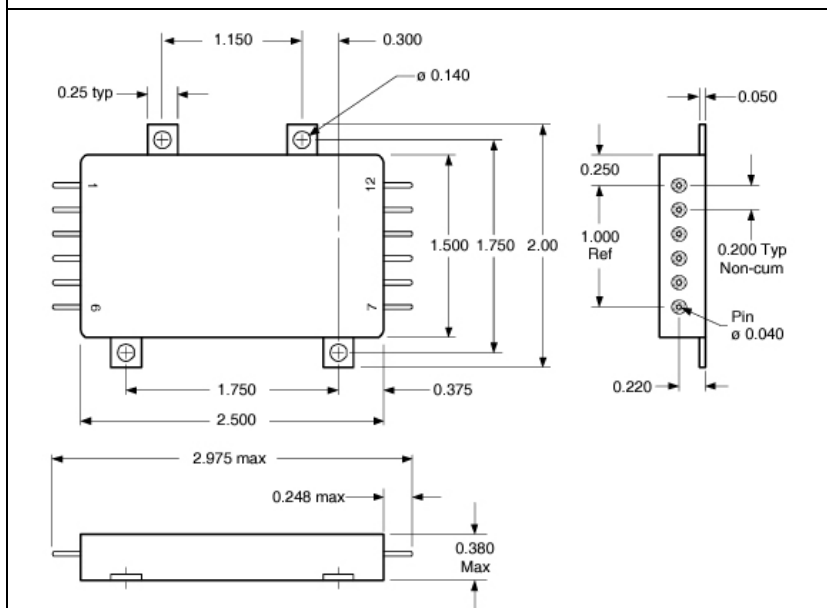 1.150
0.300
ø 0.140
0.25 typ
0.050
1
12
0.250
1.500
1.750
2.00
1.000
Ref
0.200 Typ
Non-cum
6
7
Pin
ø 0.040
1.750
0.375
0.220
2.500
2.975 max
0.248 max
0.380
Max